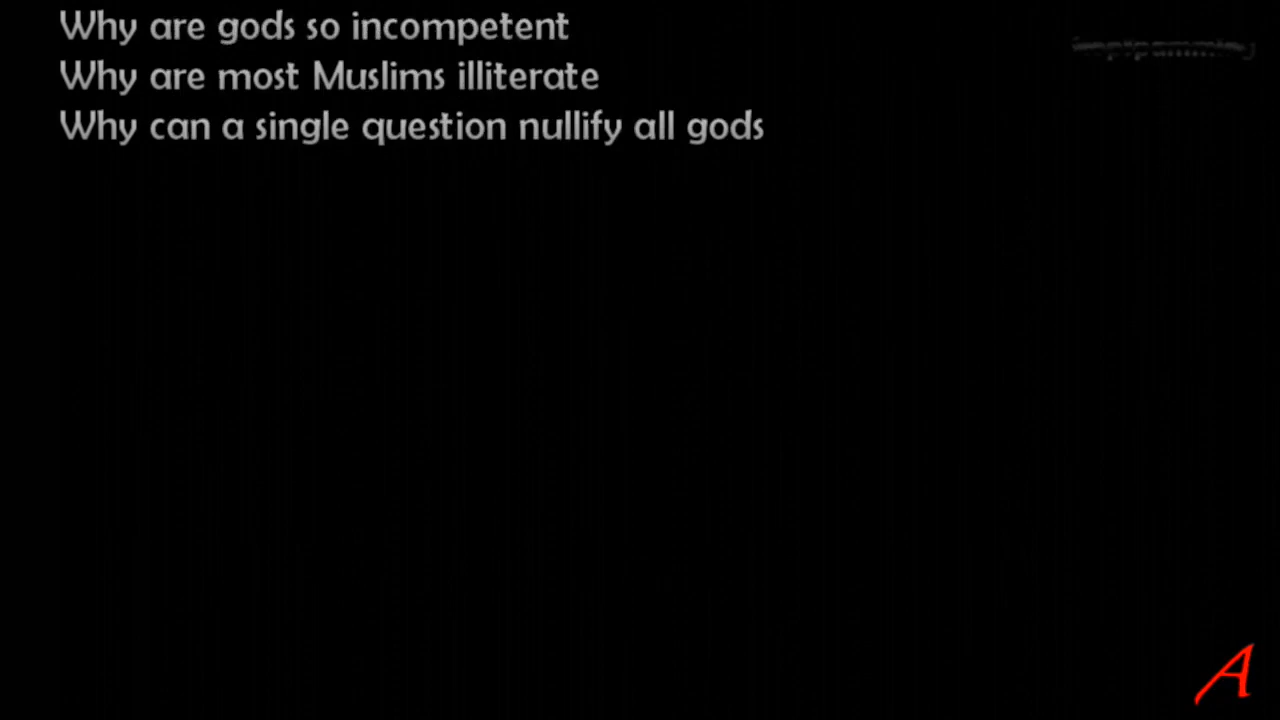 Why are gods so incompetent
Why are most Muslims illiterate
Why can a single question nullify all gods
A